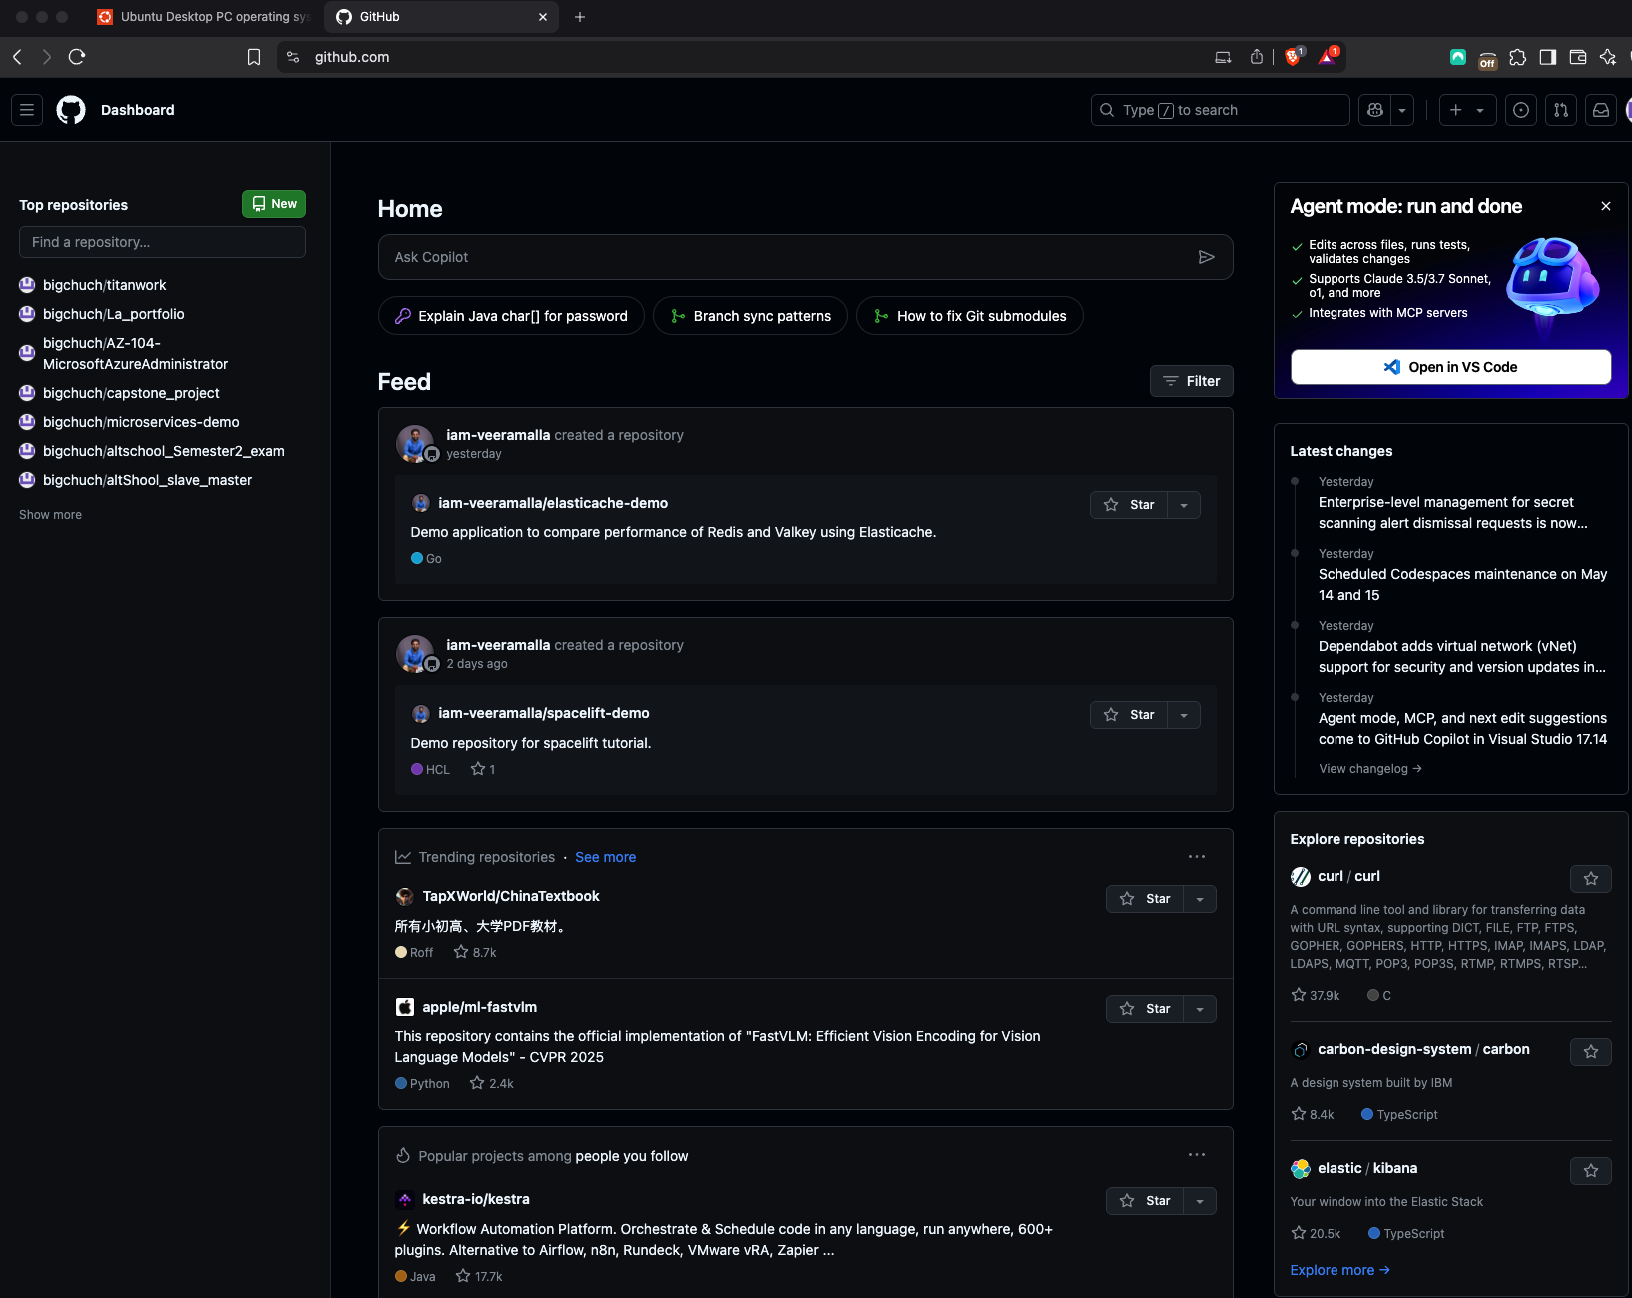 Ubuntu Desktop PC operating sy
GitHub
github.com
1
1
Off
Dashboard
Type / to search
Top repositories
New
Find a repository...
bigchuch/titanwork
bigchuch/La_portfolio
bigchuch/AZ-104-
MicrosoftAzureAdministrator
bigchuch/capstone_project
bigchuch/microservices-demo
bigchuch/altschool_Semester2_exam
bigchuch/altShool_slave_master
Show more
Home
Ask Copilot
Explain Java char[] for password
Branch sync patterns
How to fix Git submodules
Feed
Filter
iam-veeramalla created a repository
yesterday
iam-veeramalla/elasticache-demo
Star
Demo application to compare performance of Redis and Valkey using Elasticache.
Go
iam-veeramalla created a repository
2 days ago
iam-veeramalla/spacelift-demo
Star
Demo repository for spacelift tutorial.
HCL
1
Trending repositories · See more
TapXWorld/ChinaTextbook
Star
所有小初高、大学PDF教材。
Roff
8.7k
apple/ml-fastvlm
Star
This repository contains the official implementation of "FastVLM: Efficient Vision Encoding for Vision
Language Models" - CVPR 2025
Python
2.4k
Popular projects among people you follow
kestra-io/kestra
Star
⚡ Workflow Automation Platform. Orchestrate & Schedule code in any language, run anywhere, 600+
plugins. Alternative to Airflow, n8n, Rundeck, VMware vRA, Zapier ...
Java
17.7k
Agent mode: run and done
Edits across files, runs tests,
validates changes
Supports Claude 3.5/3.7 Sonnet,
o1, and more
Integrates with MCP servers
Open in VS Code
Latest changes
Yesterday
Enterprise-level management for secret
scanning alert dismissal requests is now...
Yesterday
Scheduled Codespaces maintenance on May
14 and 15
Yesterday
Dependabot adds virtual network (vNet)
support for security and version updates in...
Yesterday
Agent mode, MCP, and next edit suggestions
come to GitHub Copilot in Visual Studio 17.14
View changelog →
Explore repositories
curl / curl
A command line tool and library for transferring data
with URL syntax, supporting DICT, FILE, FTP, FTPS,
GOPHER, GOPHERS, HTTP, HTTPS, IMAP, IMAPS, LDAP,
LDAPS, MQTT, POP3, POP3S, RTMP, RTMPS, RTSP...
37.9k
C
carbon-design-system / carbon
A design system built by IBM
8.4k
TypeScript
elastic / kibana
Your window into the Elastic Stack
20.5k
TypeScript
Explore more →